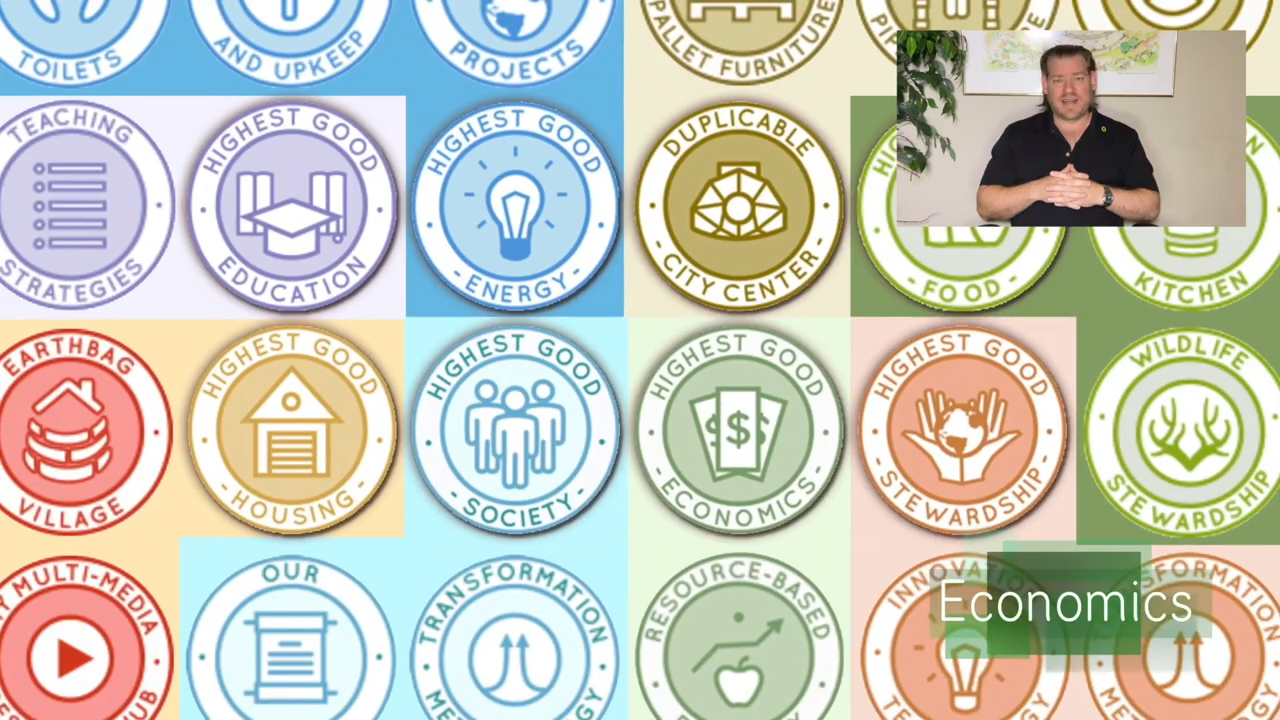 TOILETS
AND UPKEEP
PROJECTS
PALLET FURNITURE
TEACHING
STRATEGIES
HIGHEST GOOD
EDUCATION
HIGHEST GOOD
- ENERGY -
DUPLICABLE
- CITY CENTER -
- FOOD -
KITCHEN
EARTHBAG
VILLAGE
HIGHEST GOOD
- HOUSING -
HIGHEST GOOD
- SOCIETY -
HIGHEST GOOD
$$$
- ECONOMICS -
HIGHEST GOOD
- STEWARDSHIP -
WILDLIFE
STEWARDSHIP
MULTI-MEDIA
OUR
TRANSFORMATION
RESOURCE-BASED
Economics